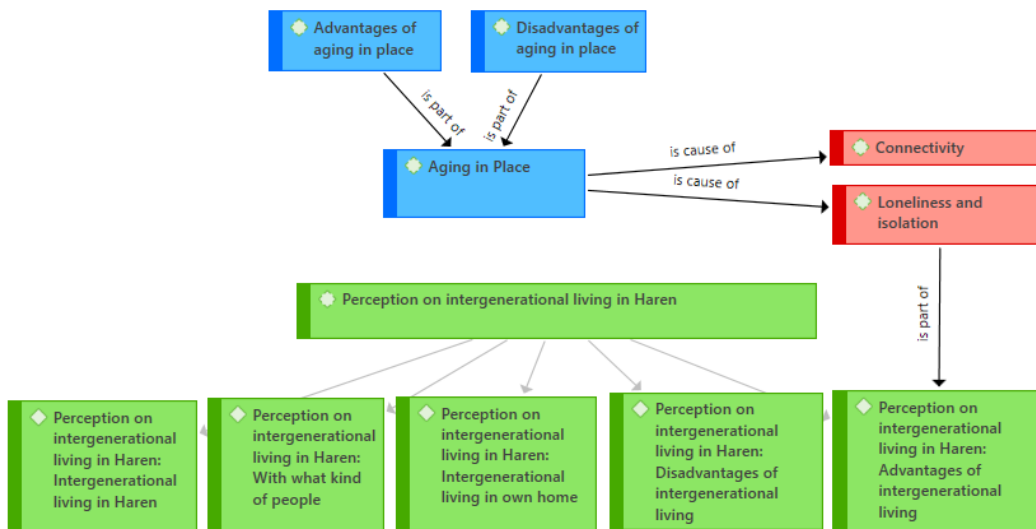 Advantages of
aging in place
Disadvantages of
aging in place
is part of
is part of
Aging in Place
is cause of
Connectivity
is cause of
Loneliness and
isolation
is part of
Perception on intergenerational living in Haren
Perception on
intergenerational
living in Haren:
Intergenerational
living in Haren
Perception on
intergenerational
living in Haren:
With what kind
of people
Perception on
intergenerational
living in Haren:
Intergenerational
living in own home
Perception on
intergenerational
living in Haren:
Disadvantages of
intergenerational
living
Perception on
intergenerational
living in Haren:
Advantages of
intergenerational
living